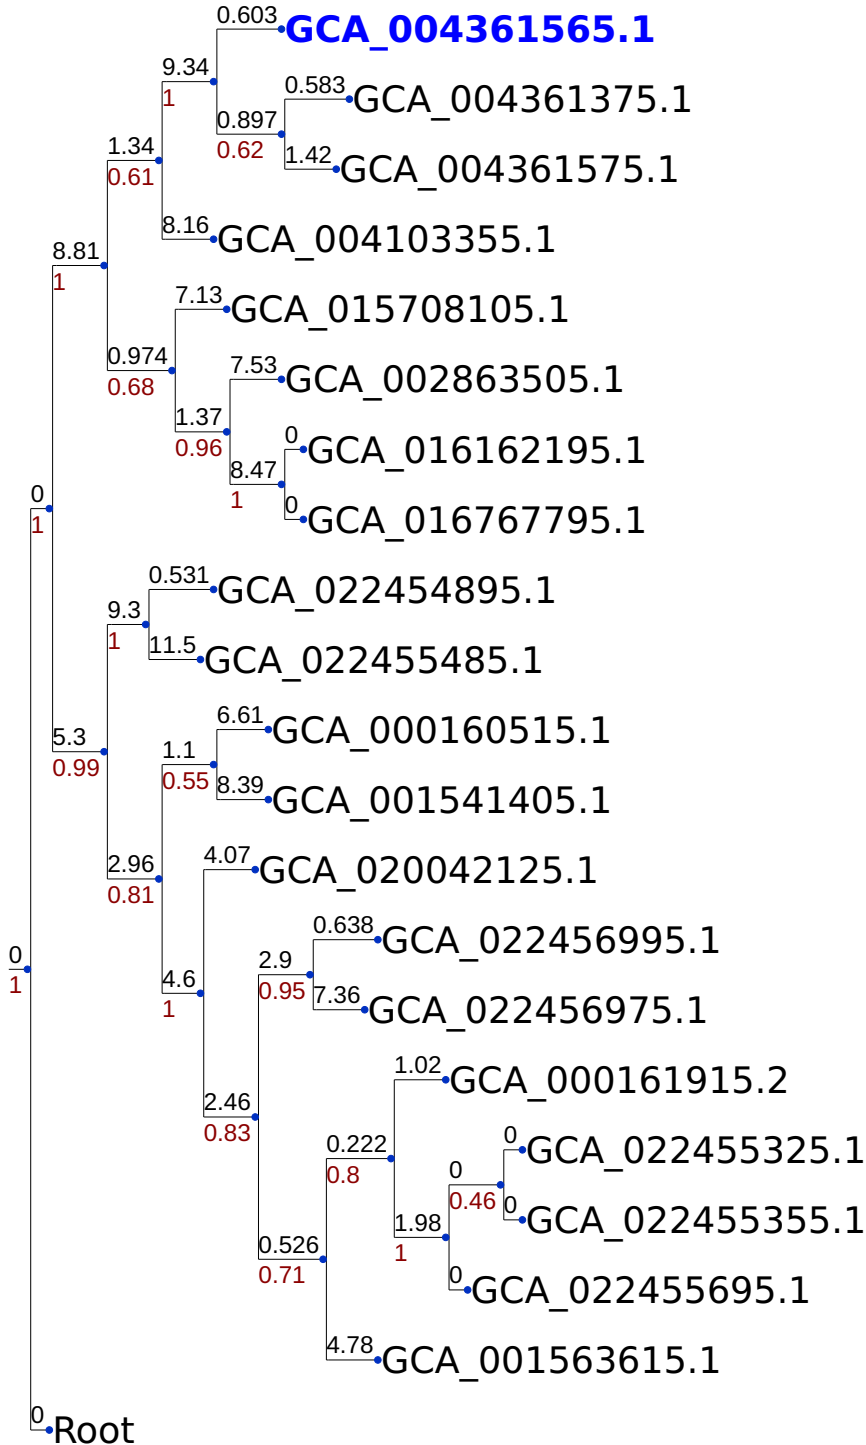 0.603
GCA_004361565.1
9.34
1
0.583
GCA_004361375.1
0.897
0.62
1.42
GCA_004361575.1
1.34
0.61
8.16
GCA_004103355.1
8.81
1
7.13
GCA_015708105.1
0.974
0.68
7.53
GCA_002863505.1
1.37
0.96
0
GCA_016162195.1
8.47
1
0
GCA_016767795.1
0
1
0.531
GCA_022454895.1
9.3
1
11.5
GCA_022455485.1
5.3
0.99
6.61
GCA_000160515.1
1.1
0.55
8.39
GCA_001541405.1
2.96
0.81
4.07
GCA_020042125.1
0.638
GCA_022456995.1
2.9
0.95
7.36
GCA_022456975.1
0
1
4.6
1
1.02
GCA_000161915.2
2.46
0.83
0.222
0.8
0
GCA_022455325.1
0
0.46
0
GCA_022455355.1
1.98
1
0
GCA_022455695.1
0.526
0.71
4.78
GCA_001563615.1
0
Root